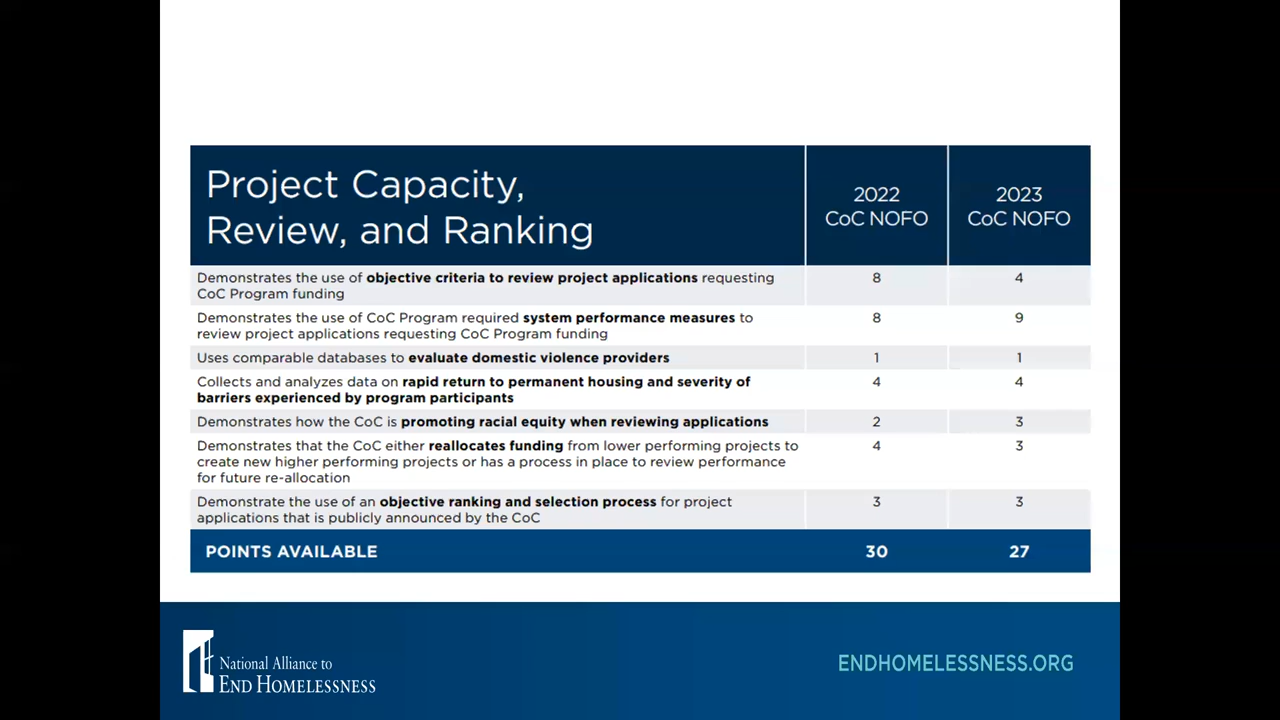 Project Capacity,
Review, and Ranking
2022
CoC NOFO
2023
CoC NOFO
Demonstrates the use of objective criteria to review project applications requesting
CoC Program funding
8
4
Demonstrates the use of CoC Program required system performance measures to
review project applications requesting CoC Program funding
8
9
Uses comparable databases to evaluate domestic violence providers
1
1
Collects and analyzes data on rapid return to permanent housing and severity of
barriers experienced by program participants
4
4
Demonstrates how the CoC is promoting racial equity when reviewing applications
2
3
Demonstrates that the CoC either reallocates funding from lower performing projects to
create new higher performing projects or has a process in place to review performance
for future re-allocation
4
3
Demonstrate the use of an objective ranking and selection process for project
applications that is publicly announced by the CoC
3
3
POINTS AVAILABLE
30
27
National Alliance to
END HOMELESSNESS
ENDHOMELESSNESS.ORG